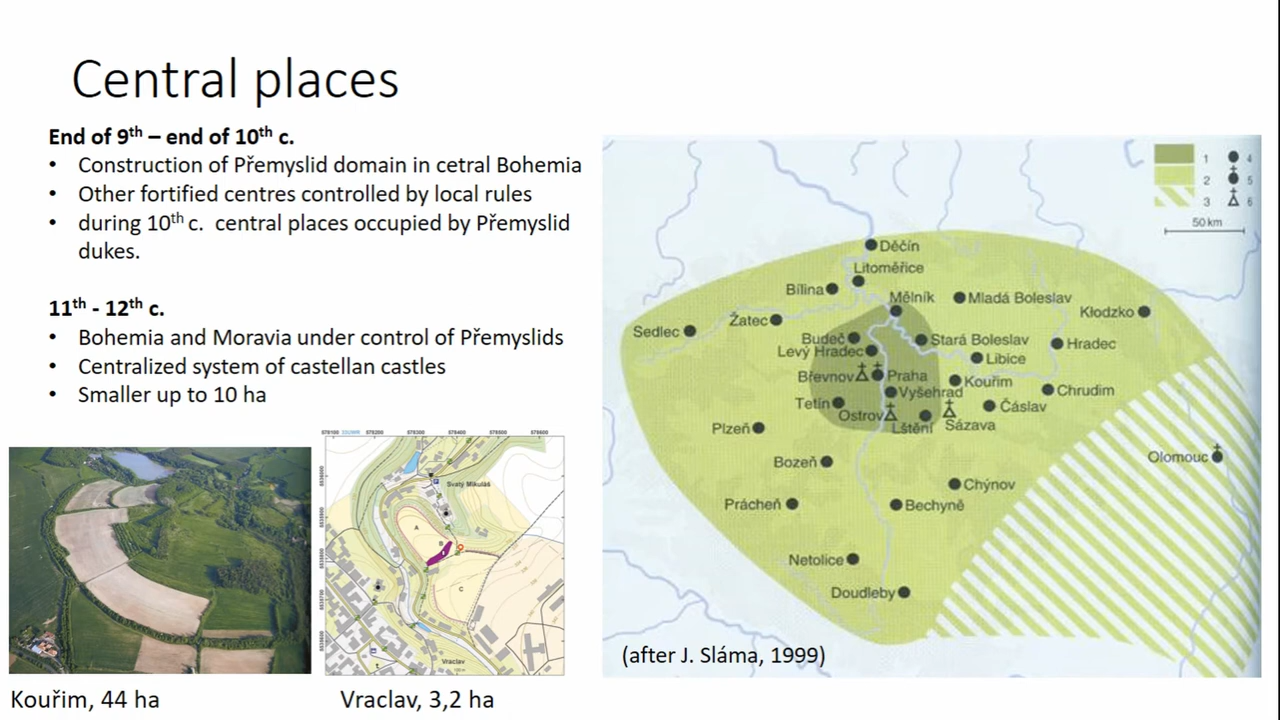 Central places
End of 9th – end of 10th c.
• Construction of Přemyslid domain in cetral Bohemia
• Other fortified centres controlled by local rules
• during 10th c.  central places occupied by Přemyslid
dukes.
11th - 12th c.
• Bohemia and Moravia under control of Přemyslids
• Centralized system of castellan castles
• Smaller up to 10 ha
Svatý Mikuláš
A
B
C
Vraclav
Kouřim, 44 ha
Vraclav, 3,2 ha
1 4
2 5
3 6
50 km
Děčín
Litoměřice
Bílina
Mělník
Mladá Boleslav
Kłodzko
Žatec
Sedlec
Budeč
Stará Boleslav
Hradec
Levý Hradec
Libice
Břevnov
Praha
Kouřim
Vyšehrad
Chrudim
Tetín
Čáslav
Ostrov
Lštění
Sázava
Plzeň
Olomouc
Bozeň
Chýnov
Prácheň
Bechyně
Netolice
Doudleby
(after J. Sláma, 1999)